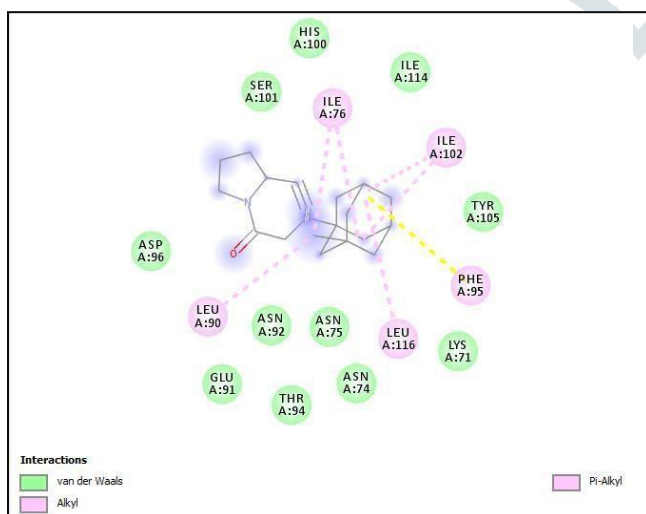 HIS
A:100
ILE
A:114
SER
A:101
ILE
A:76
ILE
A:102
TYR
A:105
N
N
O
ASP
A:96
PHE
A:95
LEU
A:90
ASN
A:92
ASN
A:75
LEU
A:116
LYS
A:71
GLU
A:91
THR
A:94
ASN
A:74
Interactions
van der Waals
Alkyl
Pi-Alkyl